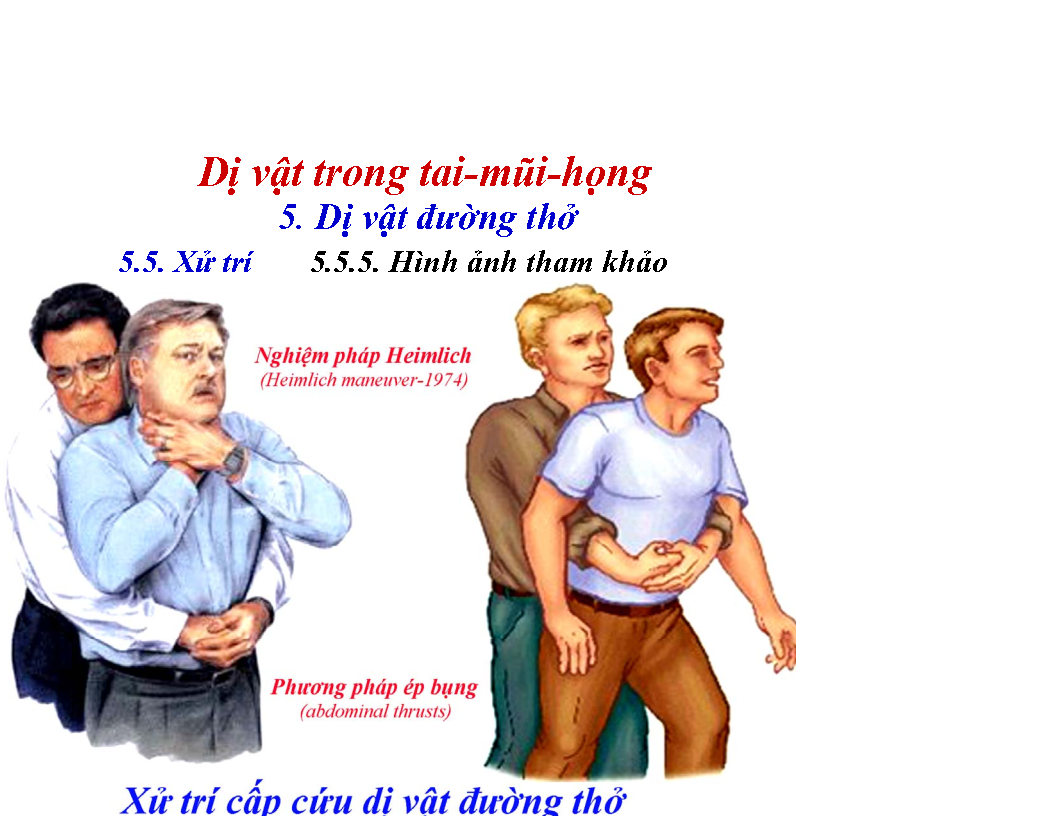 Dị vật trong tai-mũi-họng
5. Dị vật đường thở
5.5. Xử trí 5.5.5. Hình ảnh tham khảo
Nghiệm pháp Heimlich
(Heimlich maneuver-1974)
Phương pháp ép bụng
(abdominal thrusts)
Xử trí cấp cứu dị vật đường thở